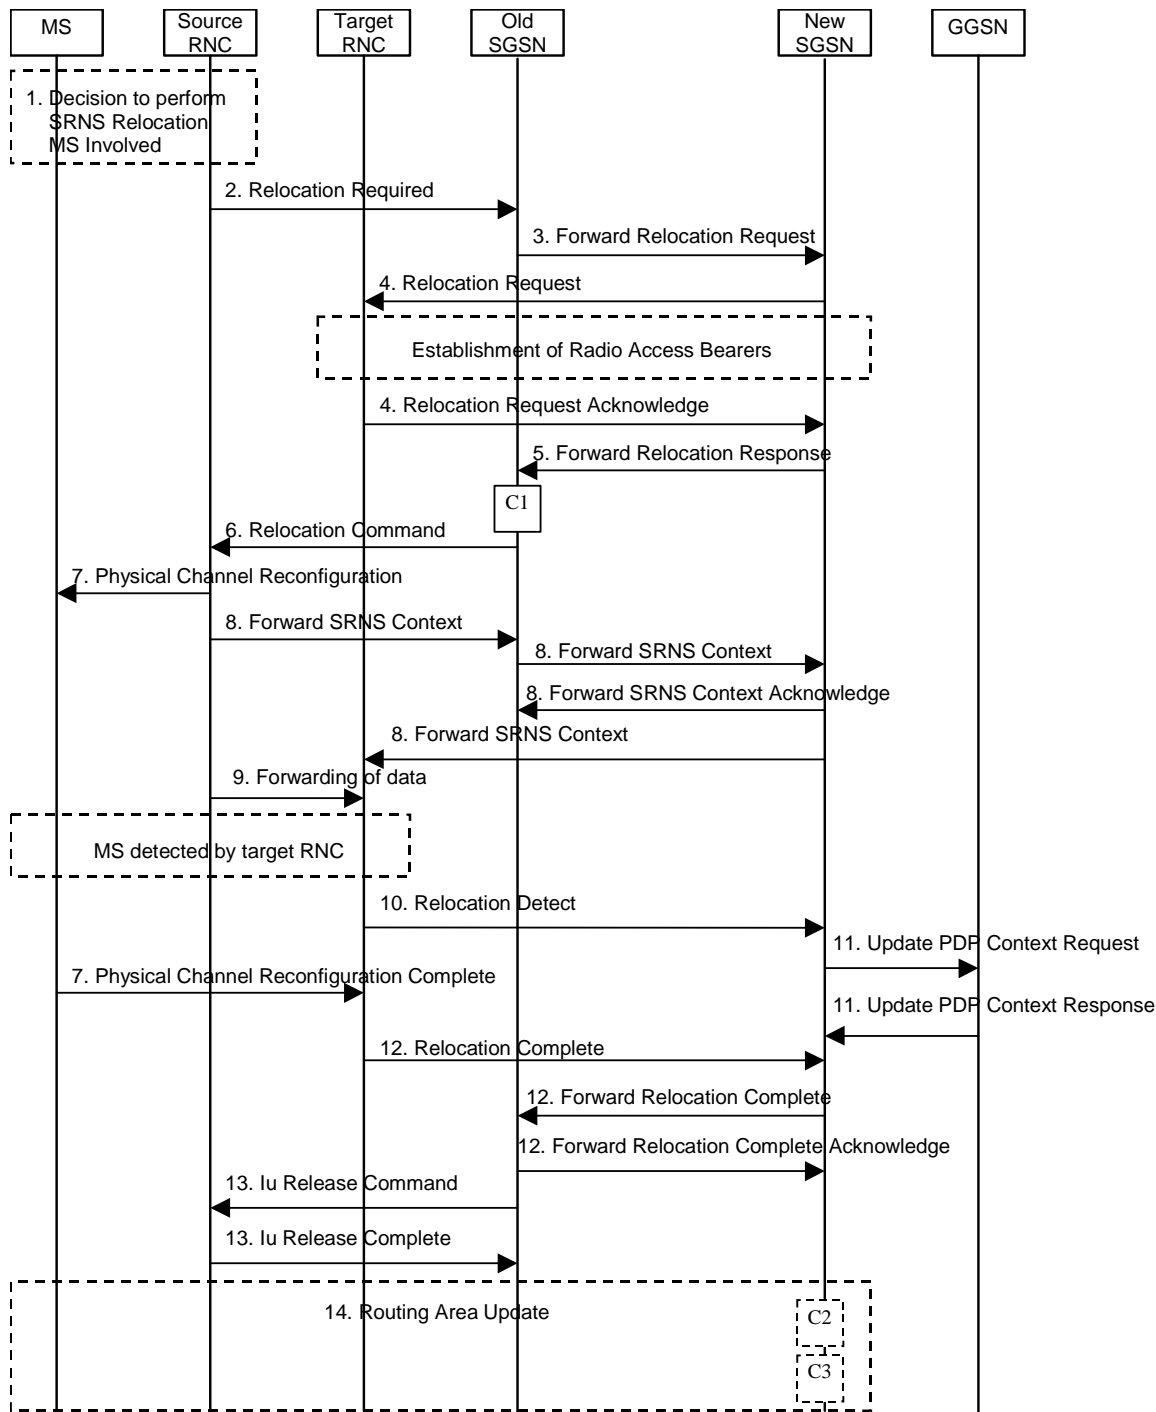 MS
Source
RNC
Target
RNC
Old
SGSN
New
SGSN
GGSN
1. Decision to perform
SRNS Relocation
MS Involved
2. Relocation Required
3. Forward Relocation Request
4. Relocation Request
Establishment of Radio Access Bearers
4. Relocation Request Acknowledge
5. Forward Relocation Response
C1
6. Relocation Command
7. Physical Channel Reconfiguration
8. Forward SRNS Context
8. Forward SRNS Context
8. Forward SRNS Context Acknowledge
8. Forward SRNS Context
9. Forwarding of data
MS detected by target RNC
10. Relocation Detect
11. Update PDP Context Request
7. Physical Channel Reconfiguration Complete
11. Update PDP Context Response
12. Relocation Complete
12. Forward Relocation Complete
12. Forward Relocation Complete Acknowledge
13. Iu Release Command
13. Iu Release Complete
14. Routing Area Update
C2
C3